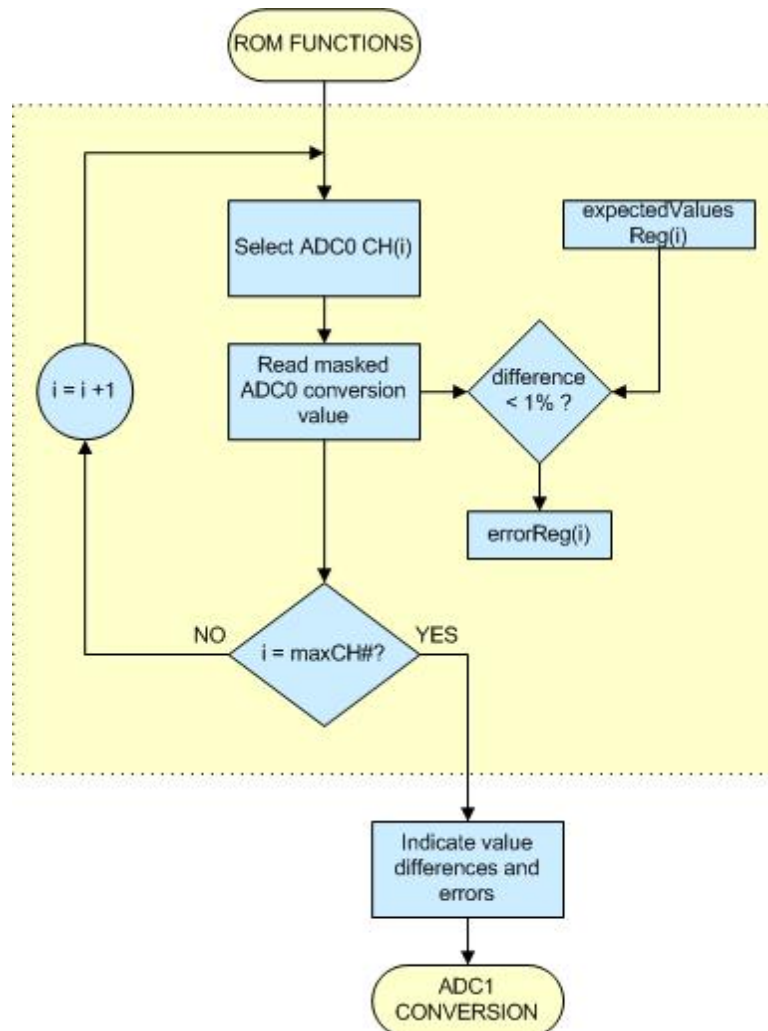 ROM FUNCTIONS
Select ADC0 CH(i)
expectedValues
Reg(i)
i = i +1
Read masked
ADC0 conversion
value
difference
< 1% ?
errorReg(i)
NO
i = maxCH#?
YES
Indicate value
differences and
errors
ADC1
CONVERSION